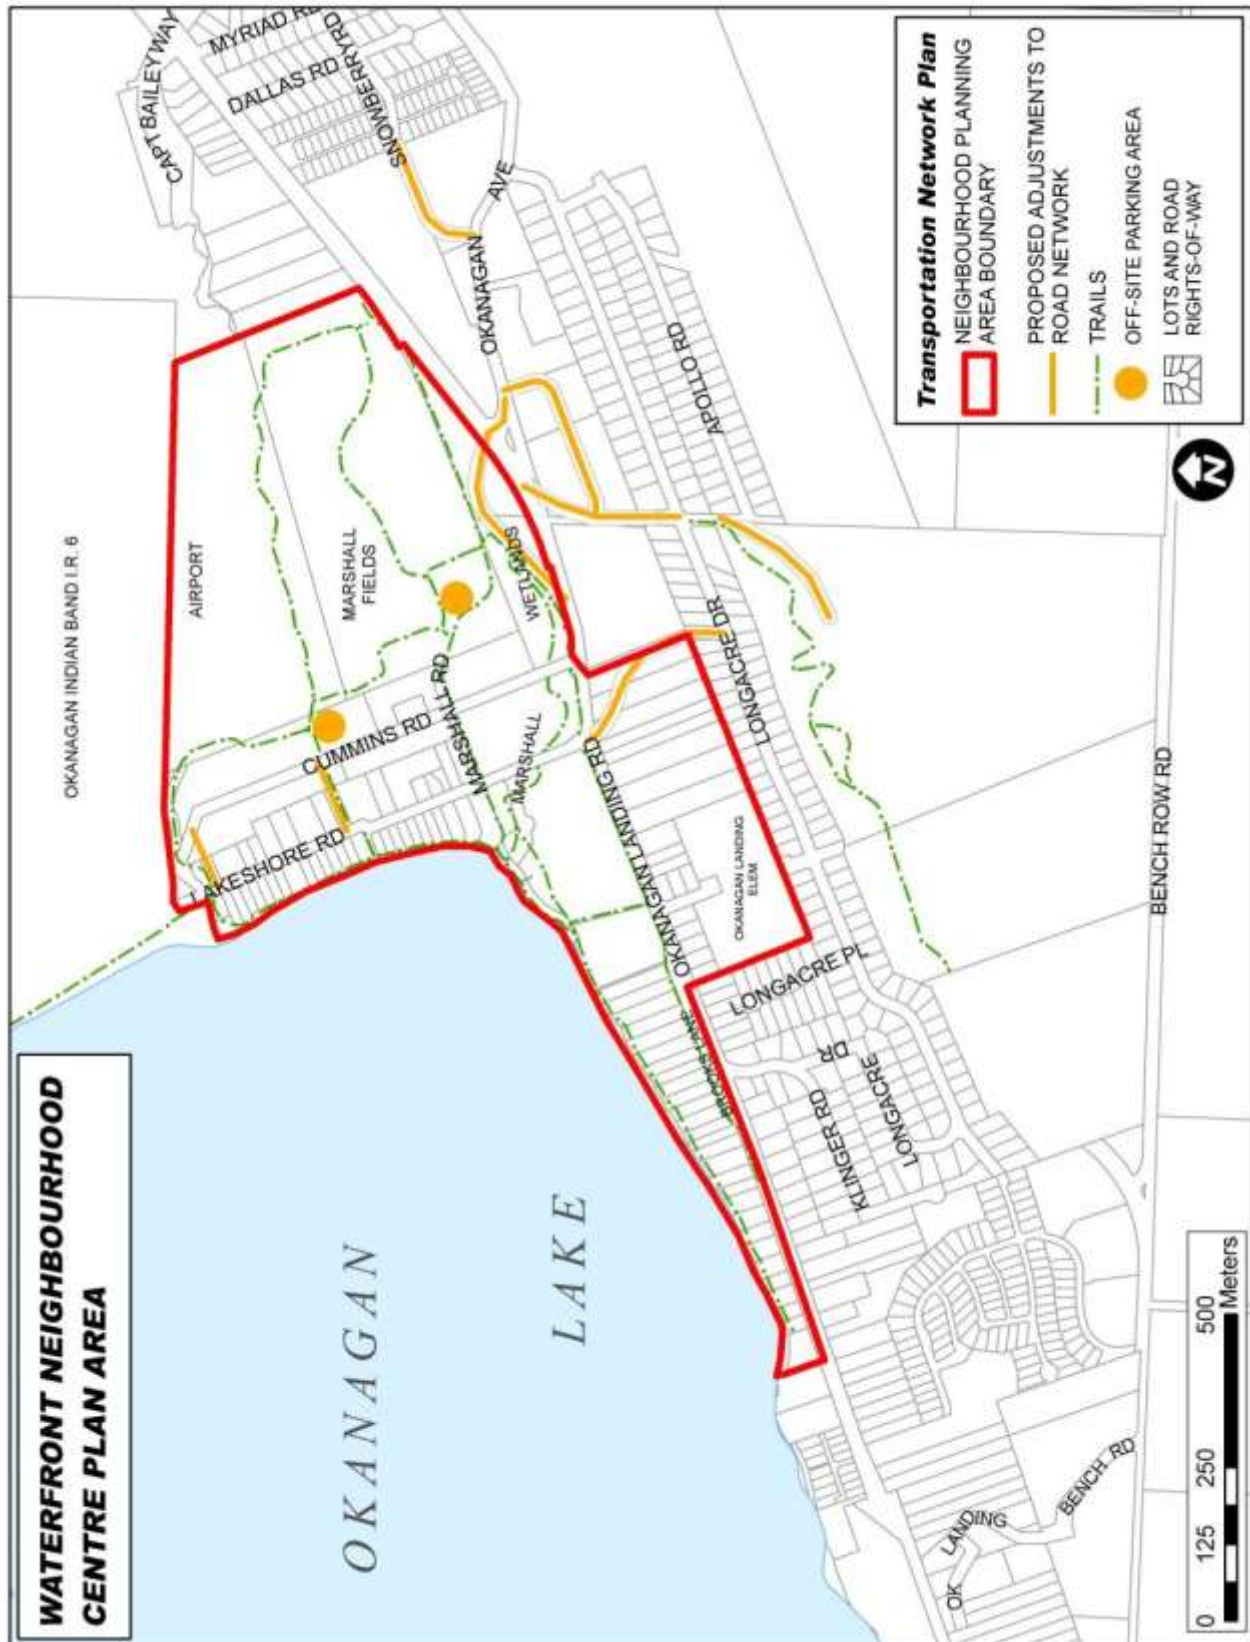 WATERFRONT NEIGHBOURHOOD
CENTRE PLAN AREA
OKANAGAN INDIAN BAND I.R. 6
CAPT BAILEY WAY
MYRIAD RD
DALLAS RD
SNOWBERRY RD
AIRPORT
MARSHALL
FIELDS
LAKESHORE RD
CUMMINS RD
MARSHALL RD
MARSHALL
WETLANDS
OKANAGAN
AVE
OKANAGAN
LAKE
OKANAGAN LANDING RD
OKANAGAN LANDING
ELEM.
BROOKS LANE
LONGACRE DR
APOLLO RD
LONGACRE PL
KLINGER RD
LONGACRE
DR
BENCH ROW RD
OK
LANDING
BENCH RD
Transportation Network Plan
NEIGHBOURHOOD PLANNING
AREA BOUNDARY
PROPOSED ADJUSTMENTS TO
ROAD NETWORK
TRAILS
OFF-SITE PARKING AREA
LOTS AND ROAD
RIGHTS-OF-WAY
N
0 125 250 500
Meters